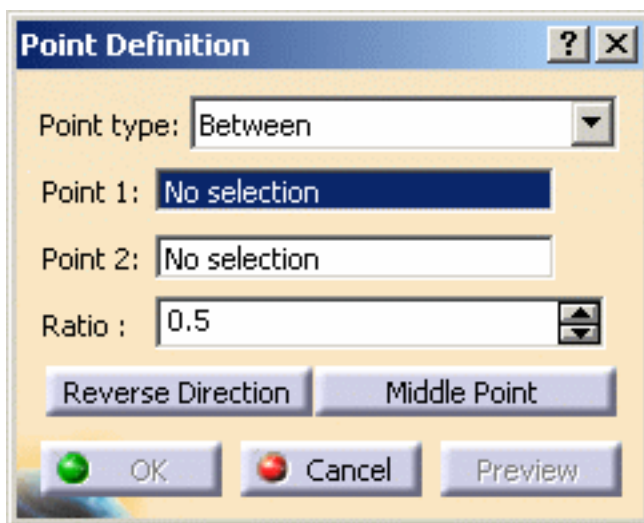 Point Definition ? X
Point type: Between
Point 1: No selection
Point 2: No selection
Ratio : 0.5
Reverse Direction Middle Point
OK Cancel Preview